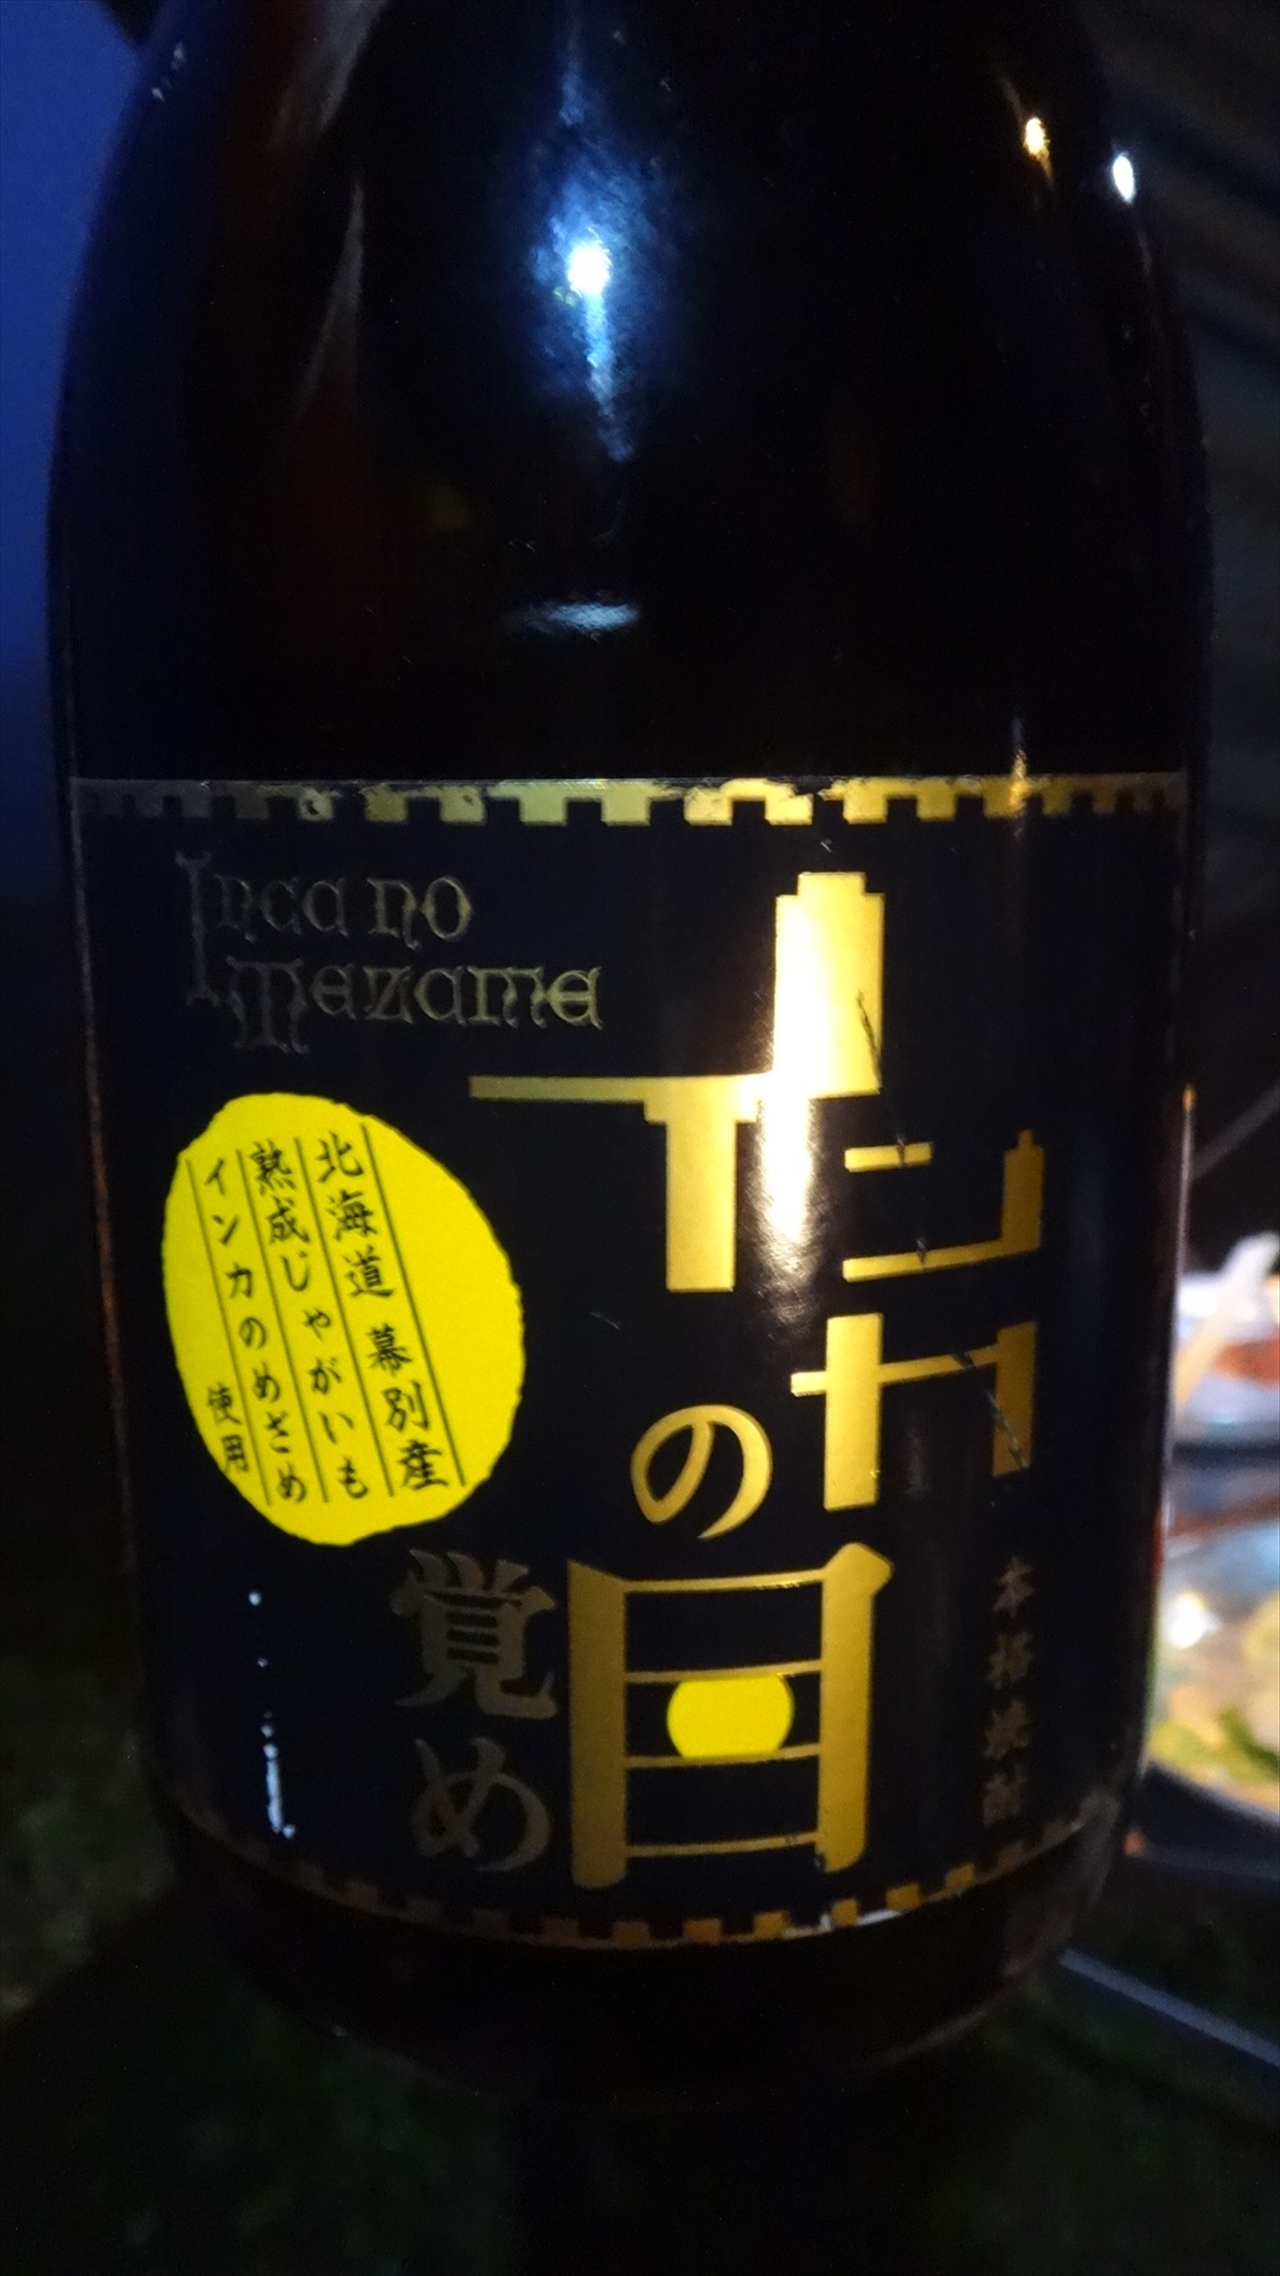 Inca no
Mezame
インカ
の
目
覚め
本格焼酎
北海道 幕別産
熟成じゃがいも
インカのめざめ
使用